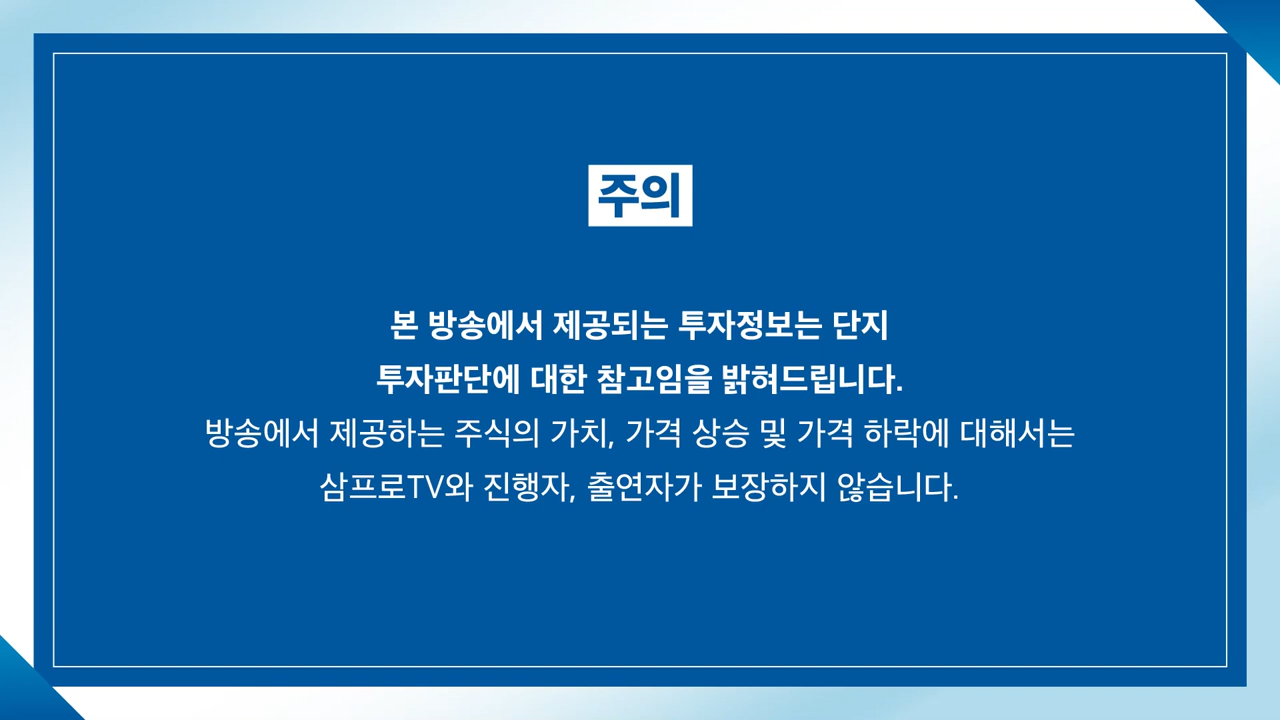 주의
본 방송에서 제공되는 투자정보는 단지
투자판단에 대한 참고임을 밝혀드립니다.
방송에서 제공하는 주식의 가치, 가격 상승 및 가격 하락에 대해서는
삼프로TV와 진행자, 출연자가 보장하지 않습니다.